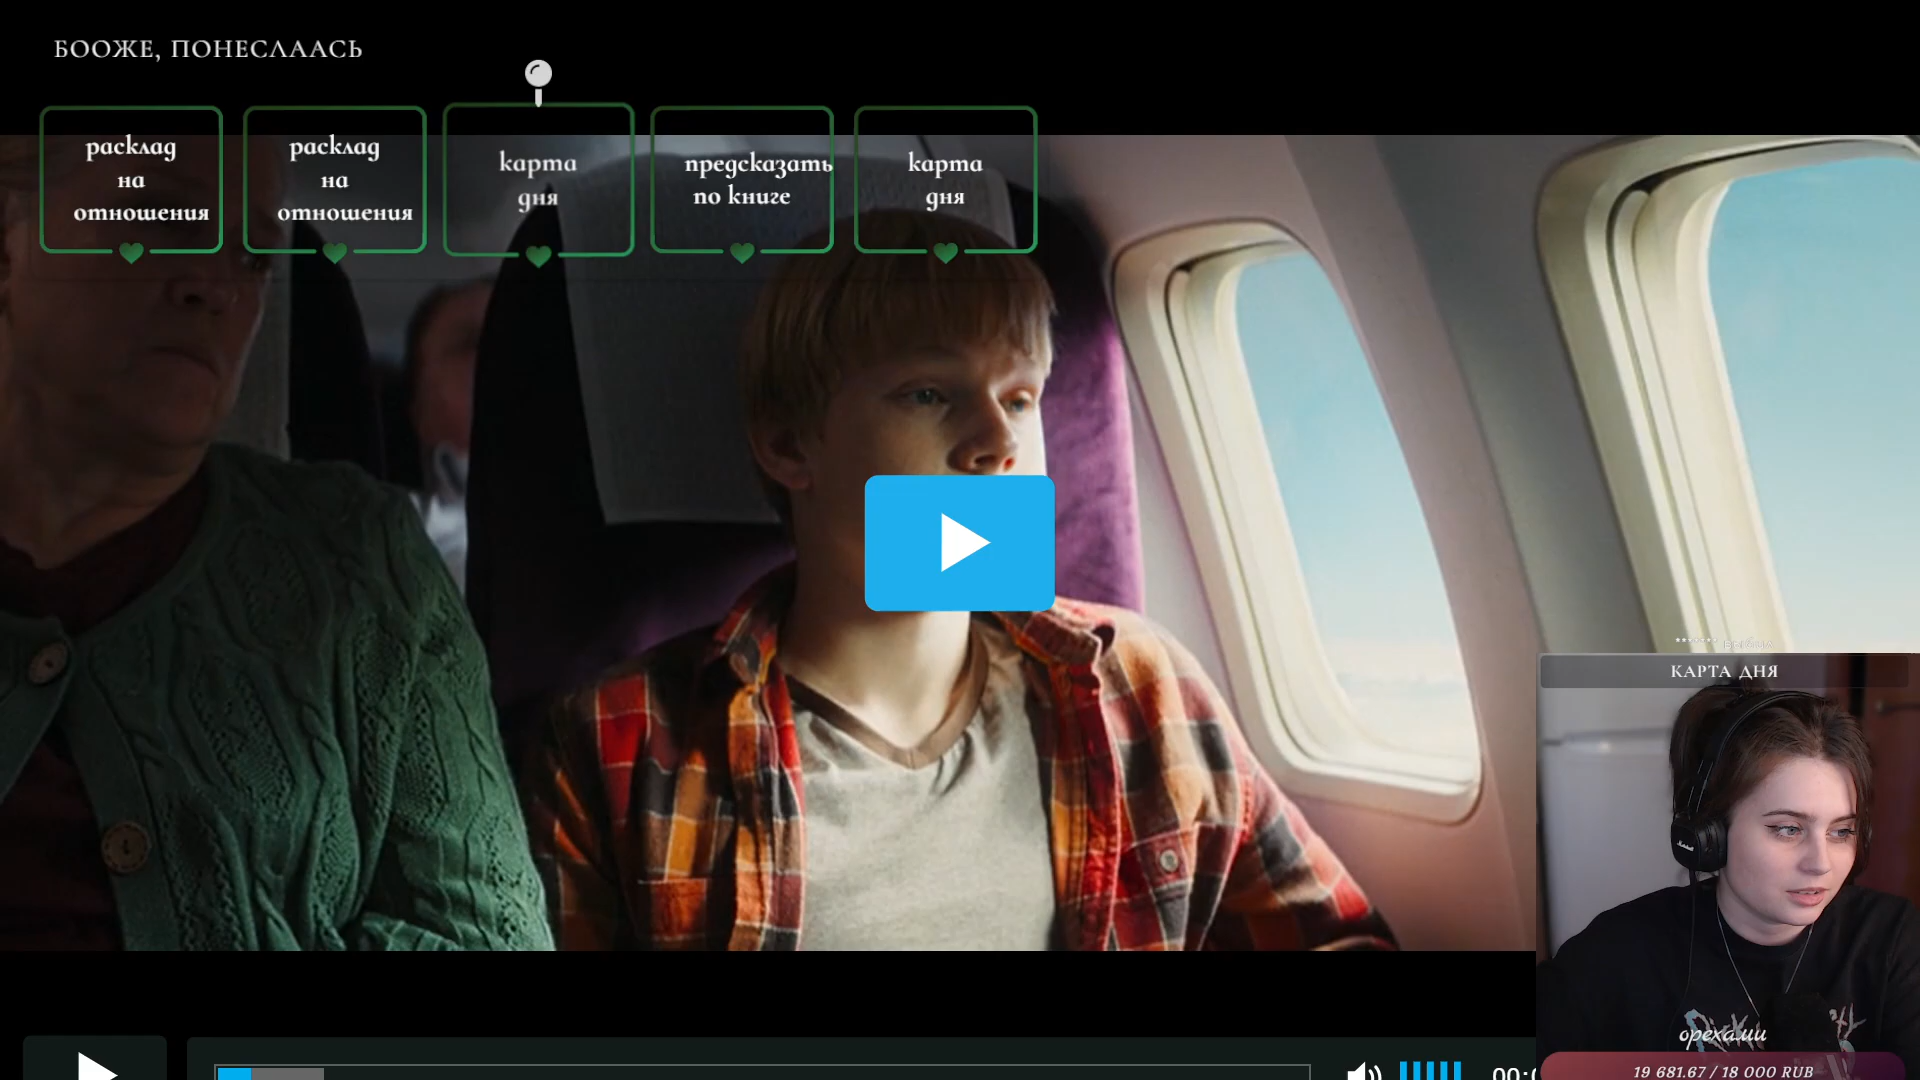 БООЖЕ, ПОНЕСЛААСЬ
расклад
на
отношения
расклад
на
отношения
карта
дня
предсказать
по книге
карта
дня
КАРТА ДНЯ
орехами
19 681.67 / 18 000 RUB